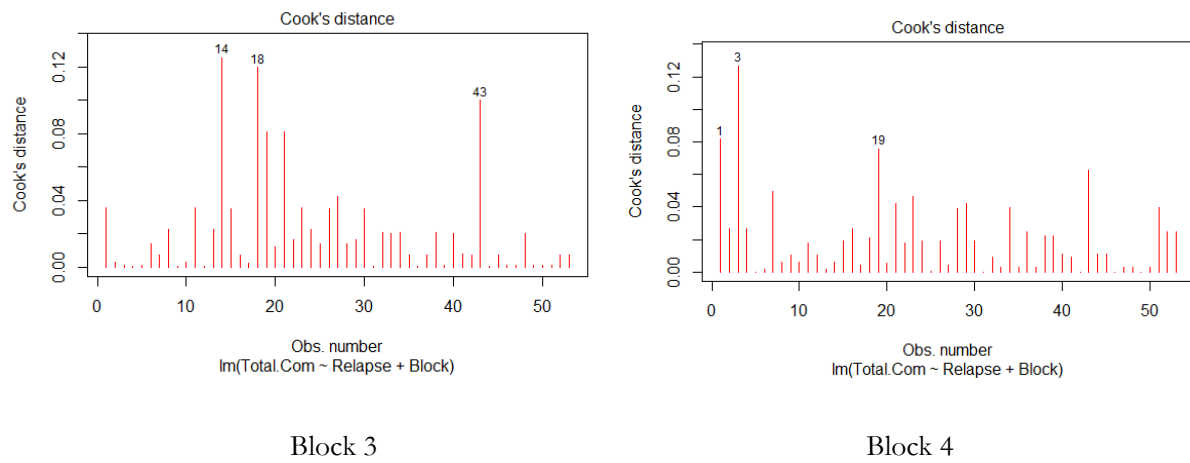 Cook's distance
14
18
43
Cook's distance
0.12
0.08
0.04
0.00
0
10
20
30
40
50
Obs. number
lm(Total.Com ~ Relapse + Block)
Block 3
Cook's distance
1
3
19
Cook's distance
0.12
0.08
0.04
0.00
0
10
20
30
40
50
Obs. number
lm(Total.Com ~ Relapse + Block)
Block 4